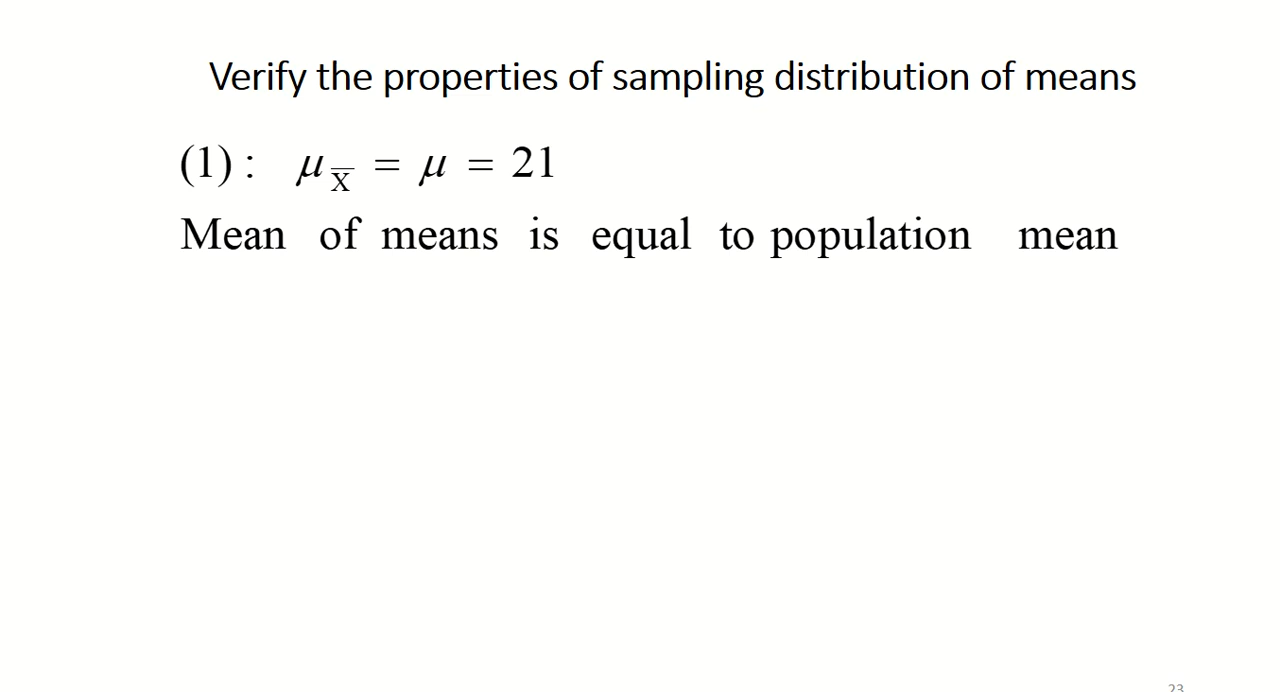 Verify the properties of sampling distribution of means
(1) : μ_X̅ = μ = 21
Mean of means is equal to population mean
23